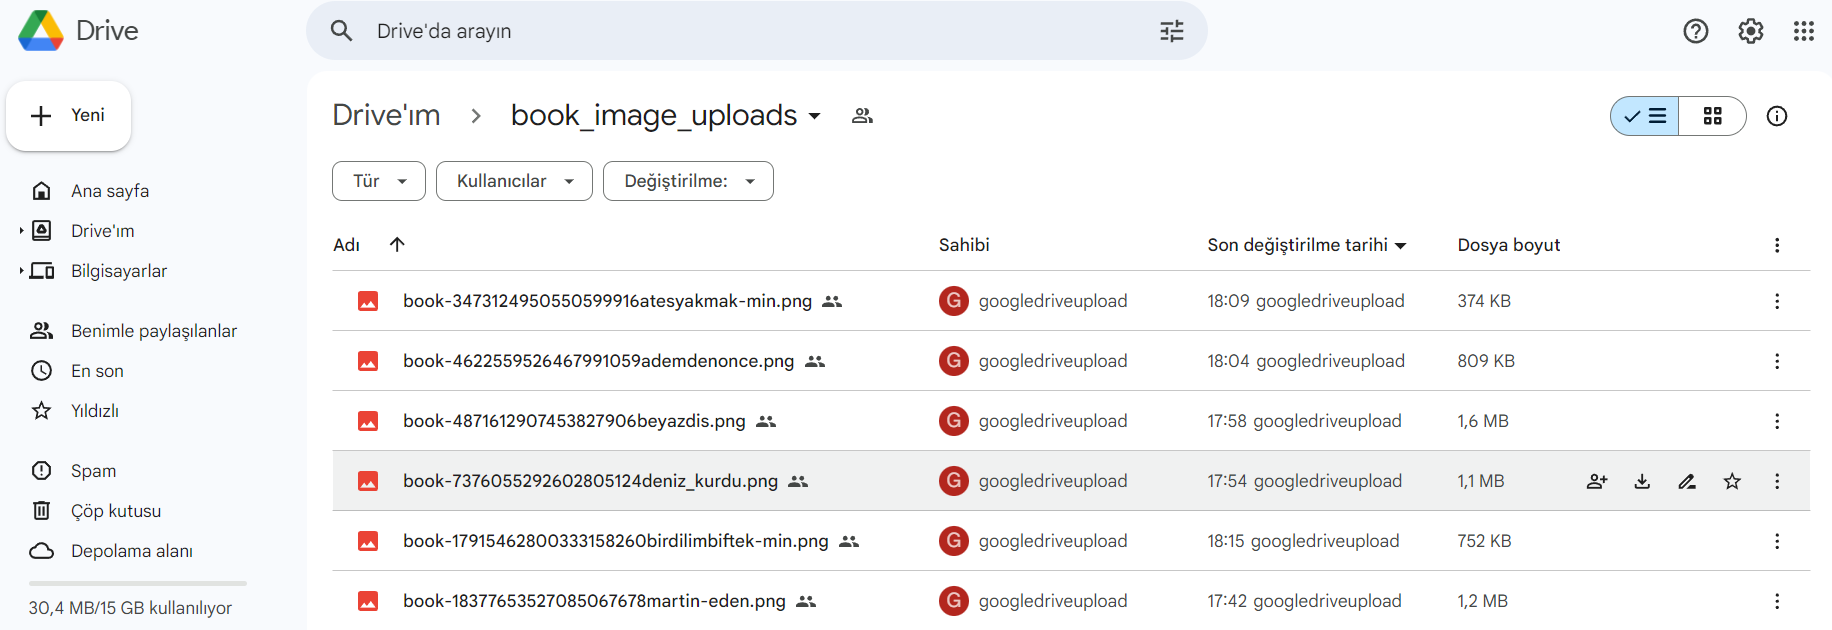 Drive
Drive'da arayın
Yeni
Drive'ım
book_image_uploads
Tür
Kullanıcılar
Değiştirilme:
Ana sayfa
Drive'ım
Bilgisayarlar
Benimle paylaşılanlar
En son
Yıldızlı
Spam
Çöp kutusu
Depolama alanı
30,4 MB/15 GB kullanılıyor
Adı Sahibi Son değiştirilme tarihi Dosya boyut
book-3473124950550599916atesyakmak-min.png G googledriveupload 18:09 googledriveupload 374 KB
book-4622559526467991059ademdenonce.png G googledriveupload 18:04 googledriveupload 809 KB
book-4871612907453827906beyazdis.png G googledriveupload 17:58 googledriveupload 1,6 MB
book-7376055292602805124deniz_kurdu.png G googledriveupload 17:54 googledriveupload 1,1 MB
book-17915462800333158260birdilimbiftek-min.png G googledriveupload 18:15 googledriveupload 752 KB
book-18377653527085067678martin-eden.png G googledriveupload 17:42 googledriveupload 1,2 MB